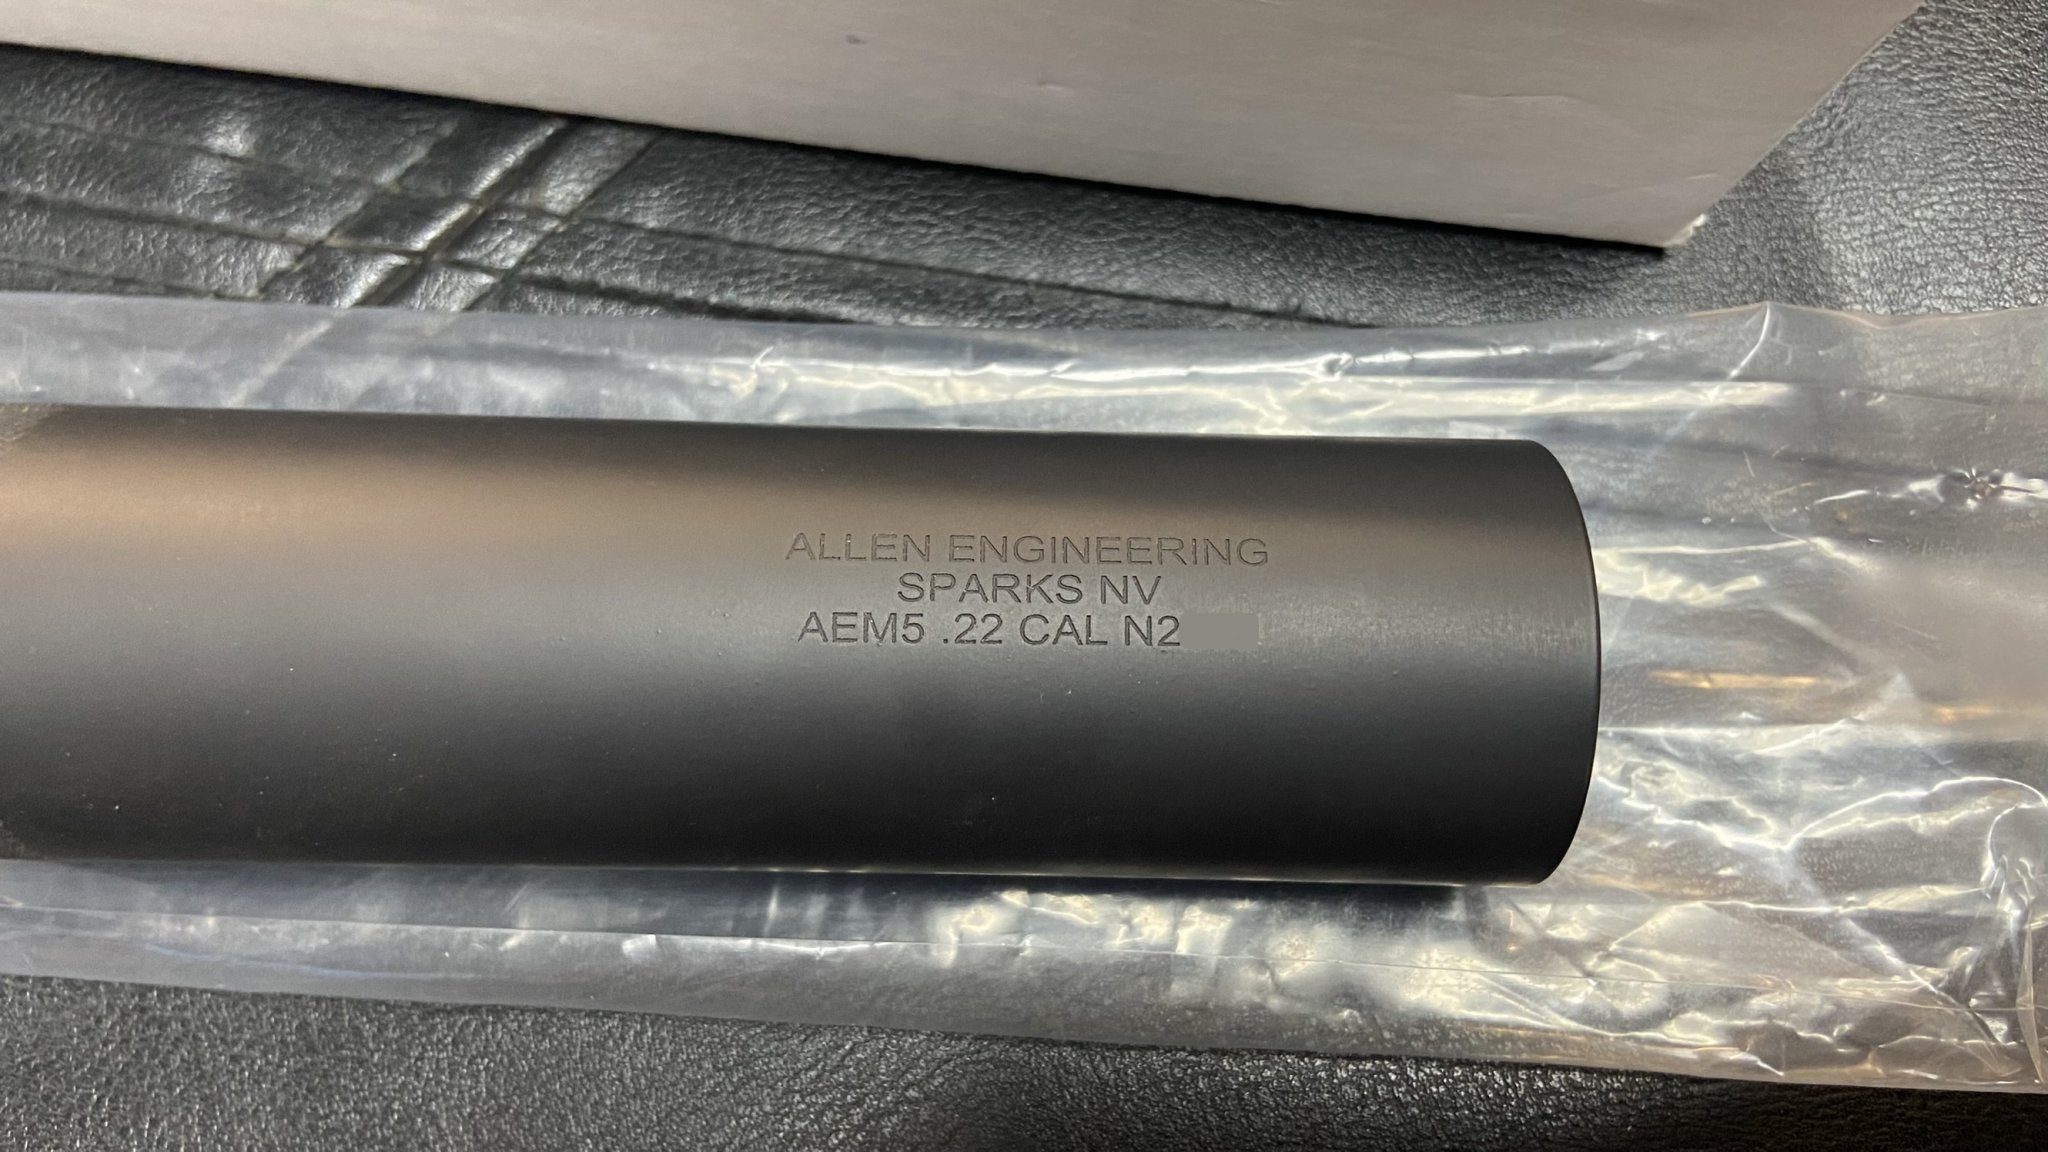 ALLEN ENGINEERING
SPARKS NV
AEM5 .22 CAL N2